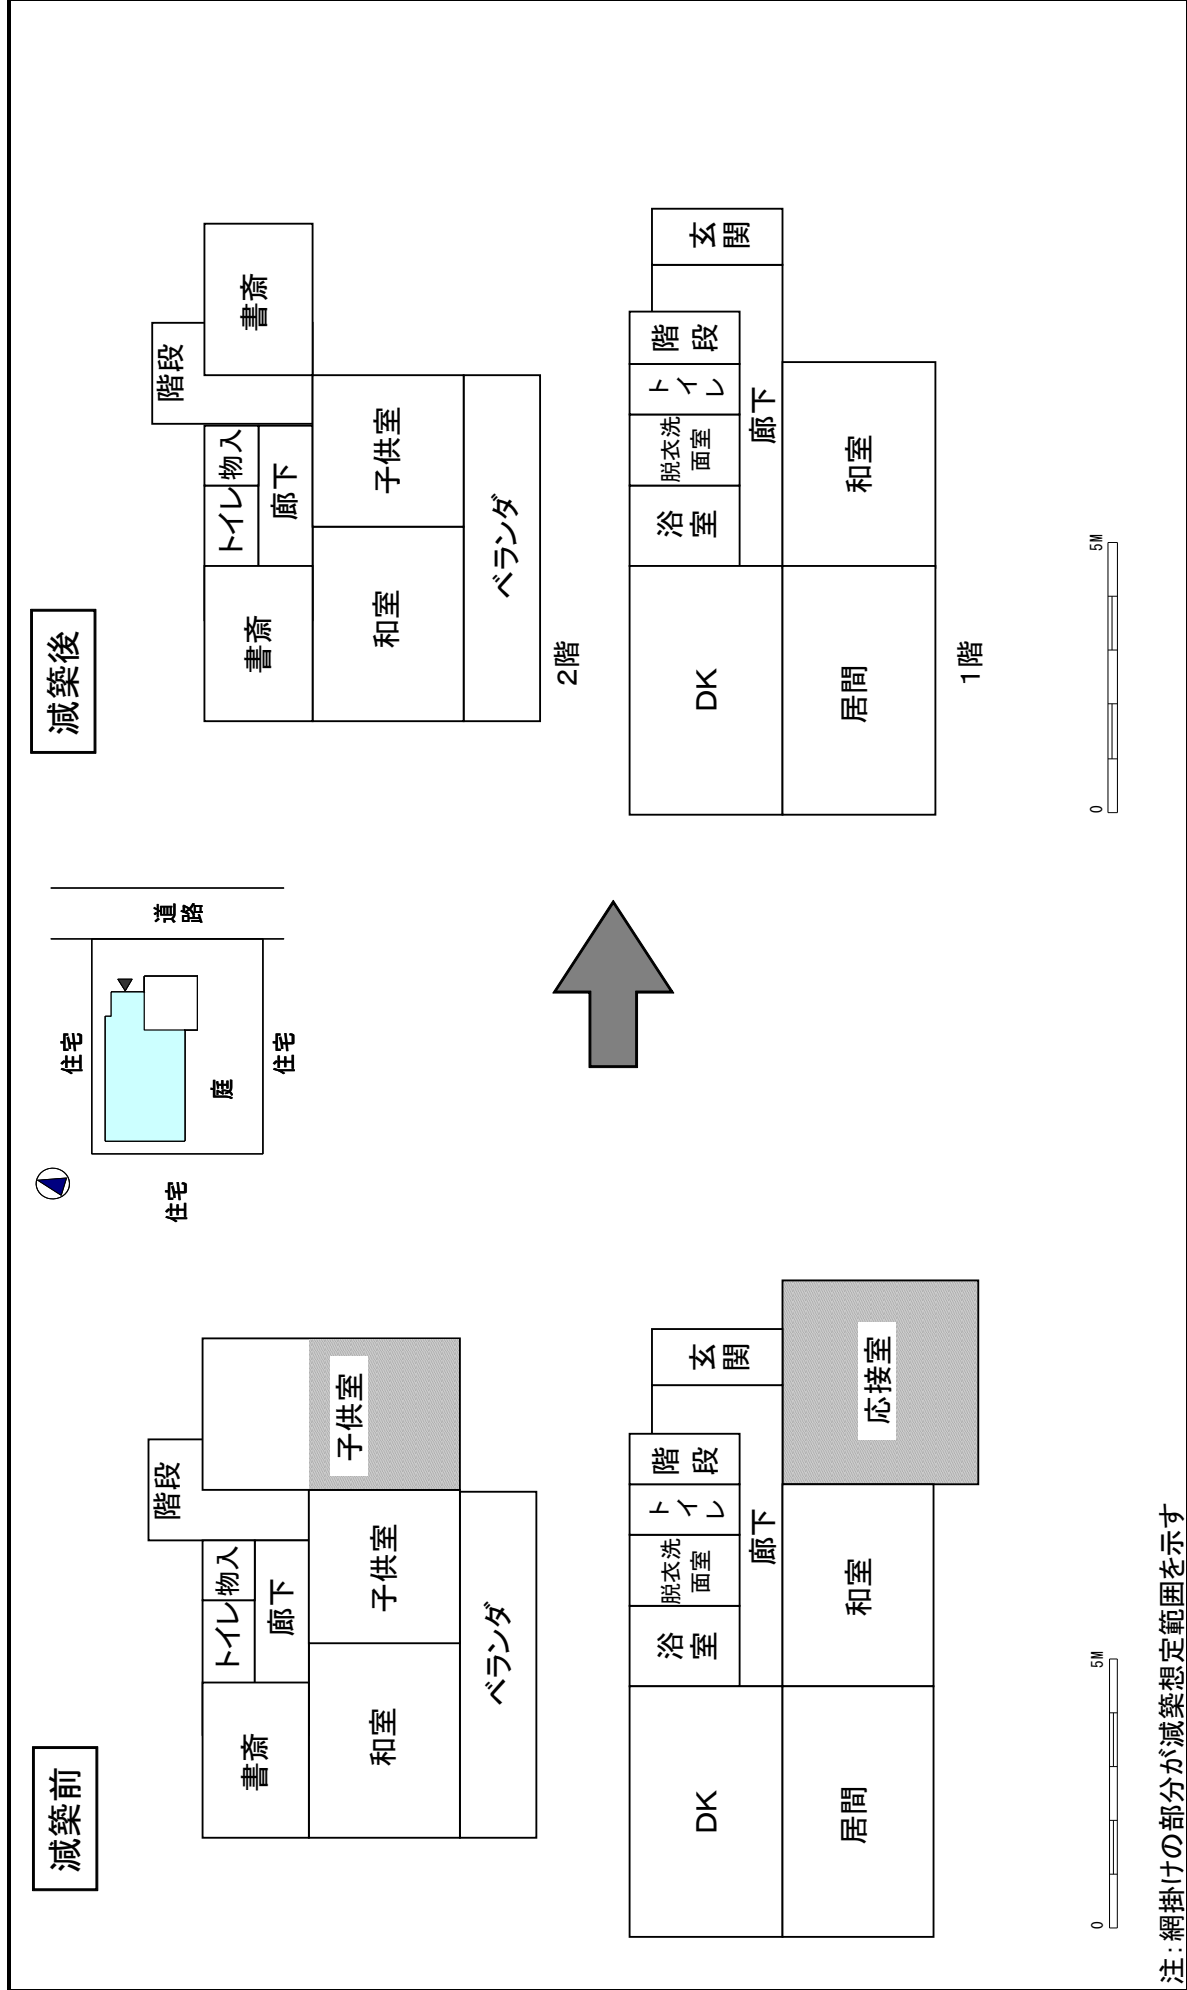 減築前
階段
書斎
トイレ
物入
廊下
子供室
和室
子供室
ベランダ
DK
浴室
脱衣洗
面室
トイレ
階段
玄関
廊下
居間
和室
応接室
0
5M
注:網掛けの部分が減築想定範囲を示す
住宅
住宅
庭
住宅
道路
減築後
階段
書斎
トイレ
物入
廊下
書斎
和室
子供室
ベランダ
2階
DK
浴室
脱衣洗
面室
トイレ
階段
玄関
廊下
居間
和室
1階
0
5M